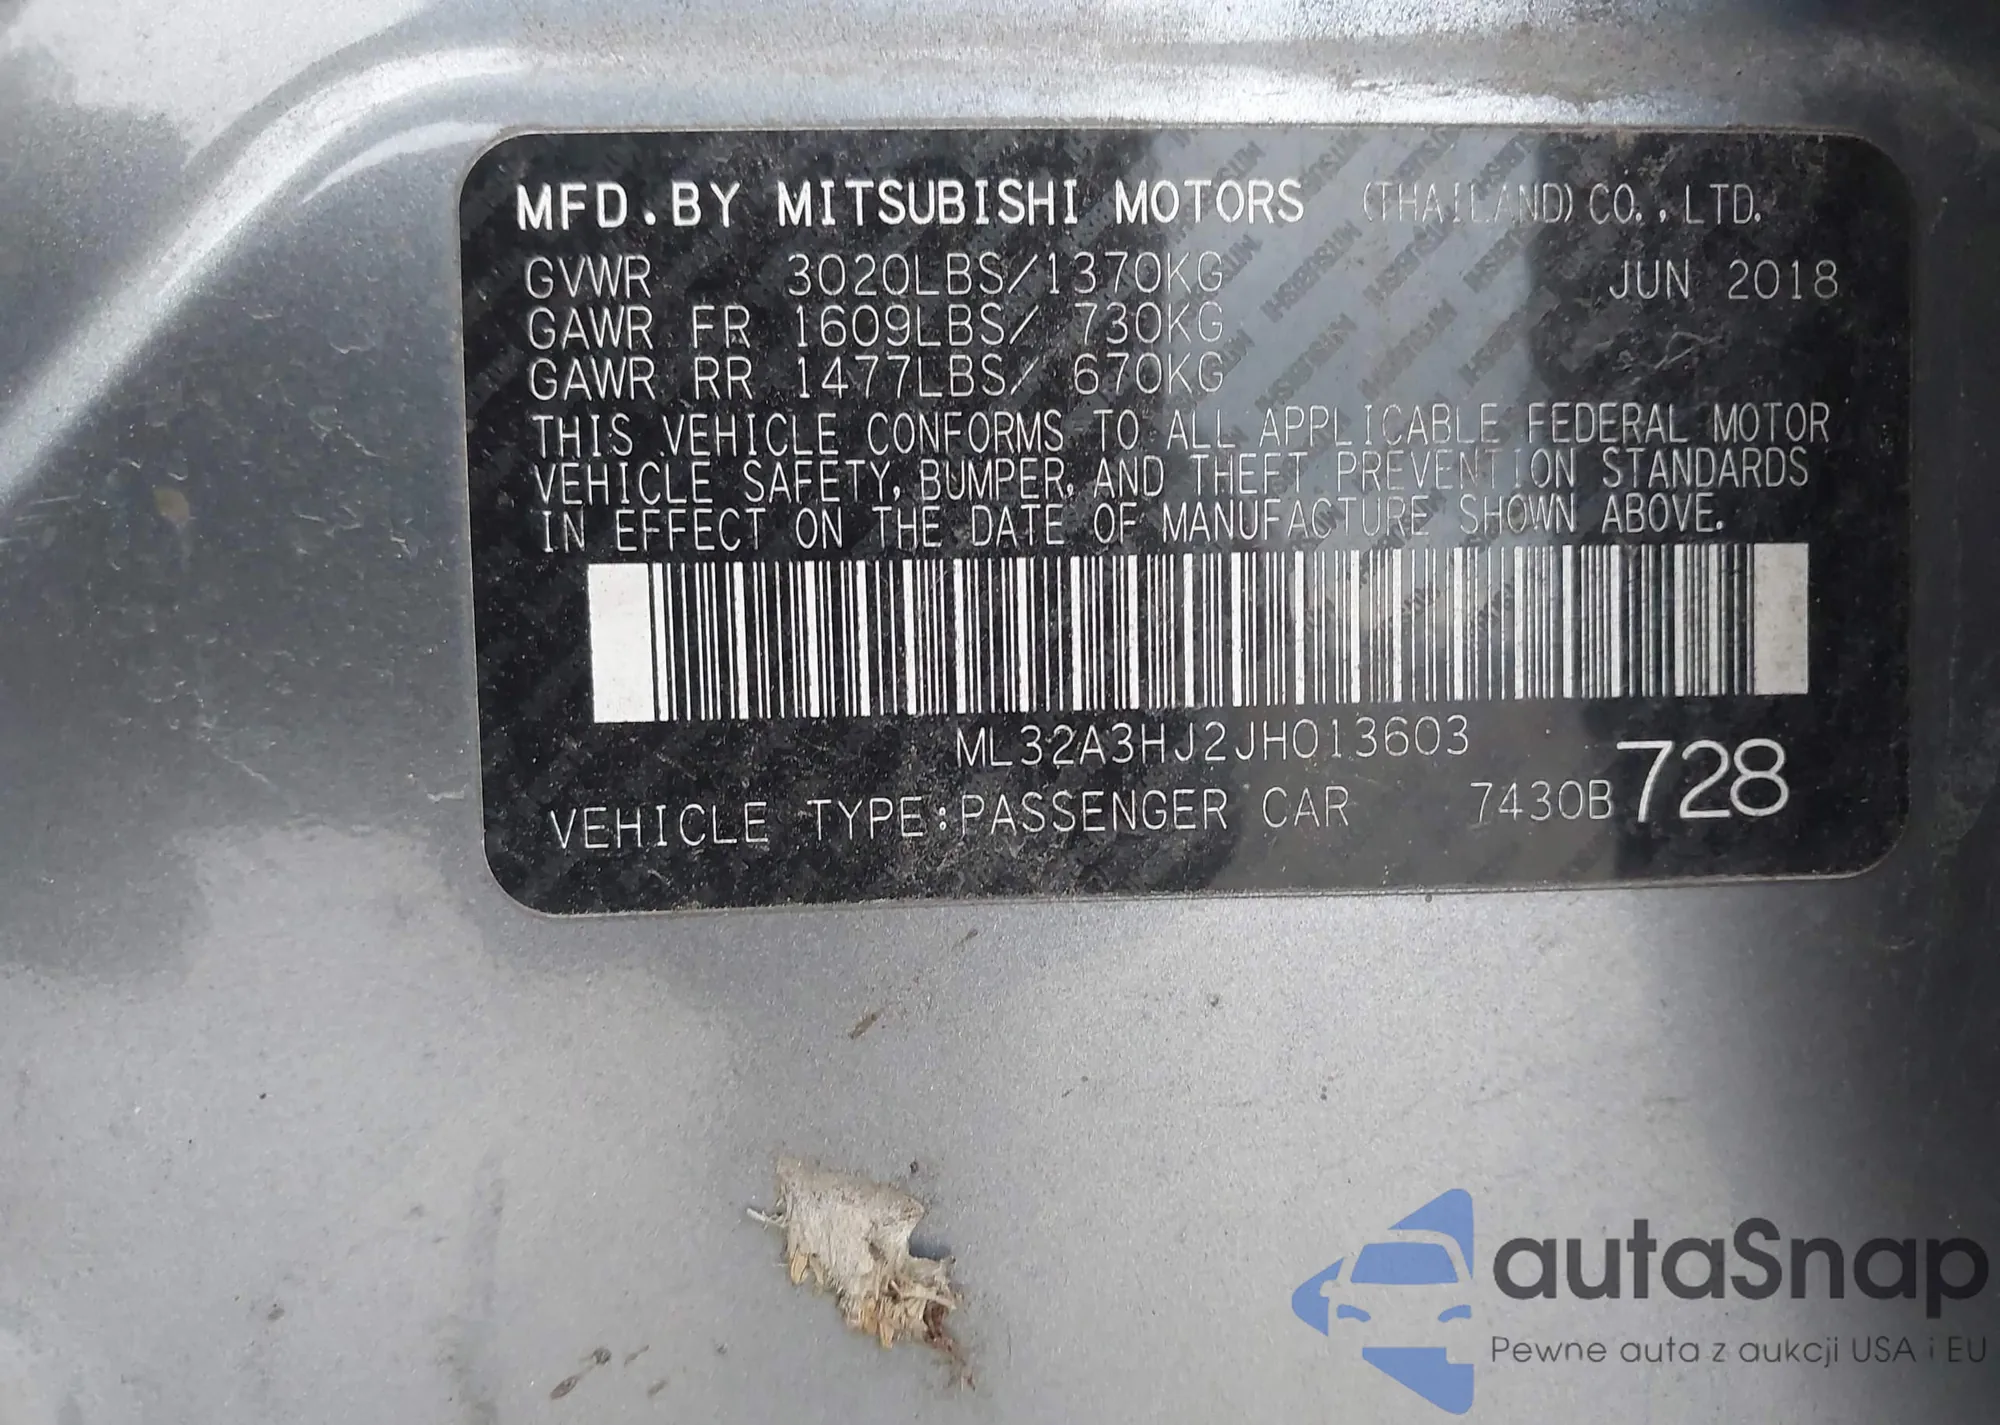 MFD.BY MITSUBISHI MOTORS (THAILAND) CO., LTD.
GVWR 3020LBS/1370KG JUN 2018
GAWR FR 1609LBS/ 730KG
GAWR RR 1477LBS/ 670KG
THIS VEHICLE CONFORMS TO ALL APPLICABLE FEDERAL MOTOR
VEHICLE SAFETY, BUMPER, AND THEFT PREVENTION STANDARDS
IN EFFECT ON THE DATE OF MANUFACTURE SHOWN ABOVE.
ML32A3HJ2JH013603
VEHICLE TYPE:PASSENGER CAR 7430B 728
autaSnap
Pewne auta z aukcji USA i EU